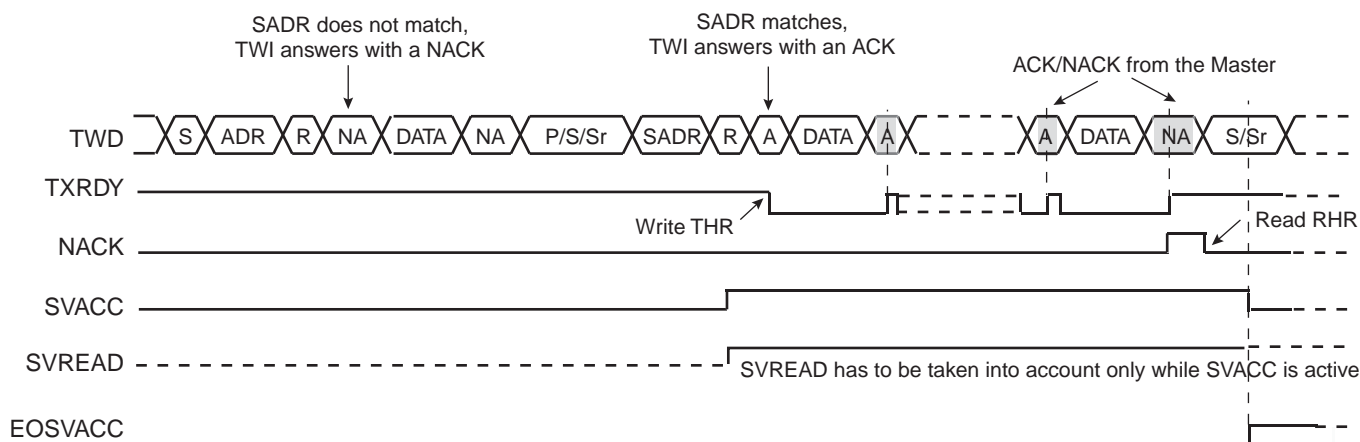 SADR does not match,
TWI answers with a NACK
SADR matches,
TWI answers with an ACK
ACK/NACK from the Master
TWD S ADR R NA DATA NA P/S/Sr SADR R A DATA A A DATA NA S/Sr
TXRDY
Write THR
Read RHR
NACK
SVACC
SVREAD
SVREAD has to be taken into account only while SVACC is active
EOSVACC